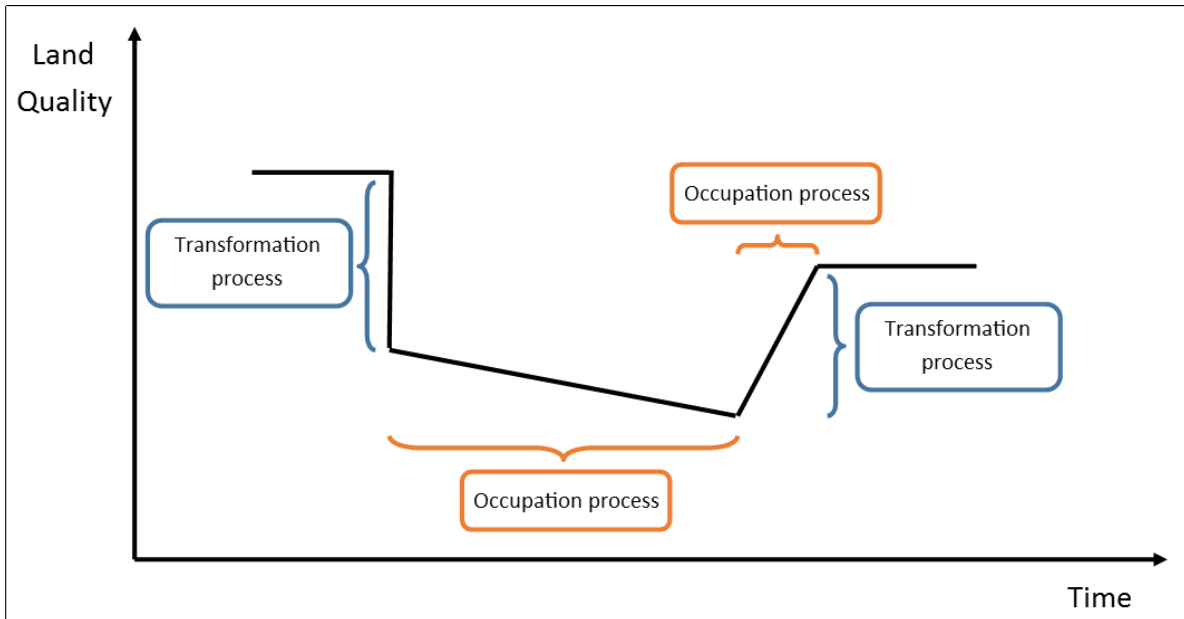 Land
Quality
Occupation process
Transformation
process
Transformation
process
Occupation process
Time